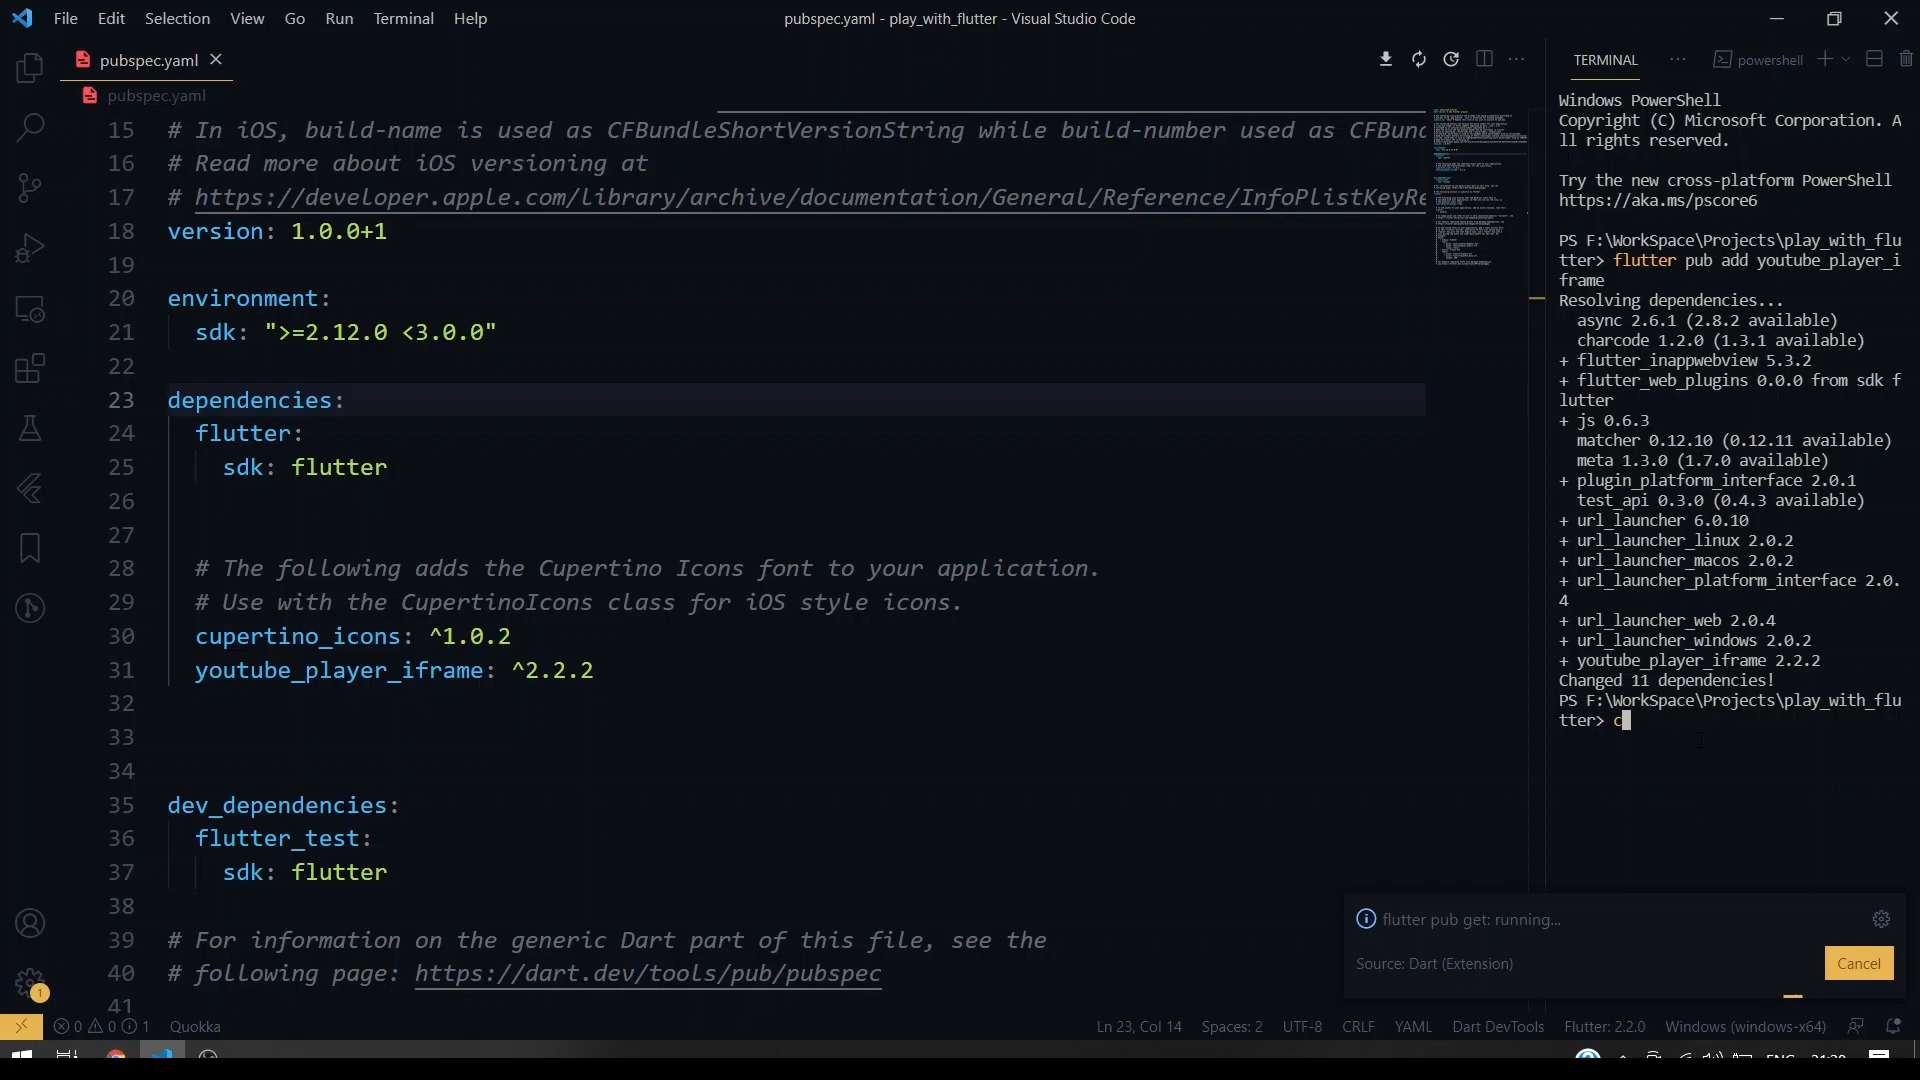 File Edit Selection View Go Run Terminal Help
pubspec.yaml - play_with_flutter - Visual Studio Code
pubspec.yaml
pubspec.yaml
15 # In iOS, build-name is used as CFBundleShortVersionString while build-number used as CFBund
16 # Read more about iOS versioning at
17 # https://developer.apple.com/library/archive/documentation/General/Reference/InfoPlistKeyRe
18 version: 1.0.0+1
19
20 environment:
21 sdk: ">=2.12.0 <3.0.0"
22
23 dependencies:
24 flutter:
25 sdk: flutter
26
27
28 # The following adds the Cupertino Icons font to your application.
29 # Use with the CupertinoIcons class for iOS style icons.
30 cupertino_icons: ^1.0.2
31 youtube_player_iframe: ^2.2.2
32
33
34
35 dev_dependencies:
36 flutter_test:
37 sdk: flutter
38
39 # For information on the generic Dart part of this file, see the
40 # following page: https://dart.dev/tools/pub/pubspec
41
TERMINAL
powershell
Windows PowerShell
Copyright (C) Microsoft Corporation. A
ll rights reserved.
Try the new cross-platform PowerShell
https://aka.ms/pscore6
PS F:\WorkSpace\Projects\play_with_flu
tter> flutter pub add youtube_player_i
frame
Resolving dependencies...
async 2.6.1 (2.8.2 available)
charcode 1.2.0 (1.3.1 available)
+ flutter_inappwebview 5.3.2
+ flutter_web_plugins 0.0.0 from sdk f
lutter
+ js 0.6.3
matcher 0.12.10 (0.12.11 available)
meta 1.3.0 (1.7.0 available)
+ plugin_platform_interface 2.0.1
test_api 0.3.0 (0.4.3 available)
+ url_launcher 6.0.10
+ url_launcher_linux 2.0.2
+ url_launcher_macos 2.0.2
+ url_launcher_platform_interface 2.0.
4
+ url_launcher_web 2.0.4
+ url_launcher_windows 2.0.2
+ youtube_player_iframe 2.2.2
Changed 11 dependencies!
PS F:\WorkSpace\Projects\play_with_flu
tter> c
flutter pub get: running...
Source: Dart (Extension)
Cancel
1
0 0 1 Quokka
Ln 23, Col 14 Spaces: 2 UTF-8 CRLF YAML Dart DevTools Flutter: 2.2.0 Windows (windows-x64)